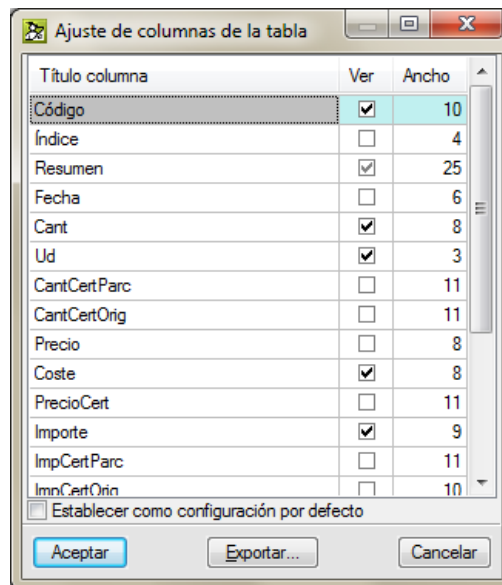 Ajuste de columnas de la tabla
Título columna Ver Ancho
Código 10
Índice 4
Resumen 25
Fecha 6
Cant 8
Ud 3
CantCertParc 11
CantCertOrig 11
Precio 8
Coste 8
PrecioCert 11
Importe 9
ImpCertParc 11
ImpCertOrig 10
Establecer como configuración por defecto
Aceptar Exportar... Cancelar